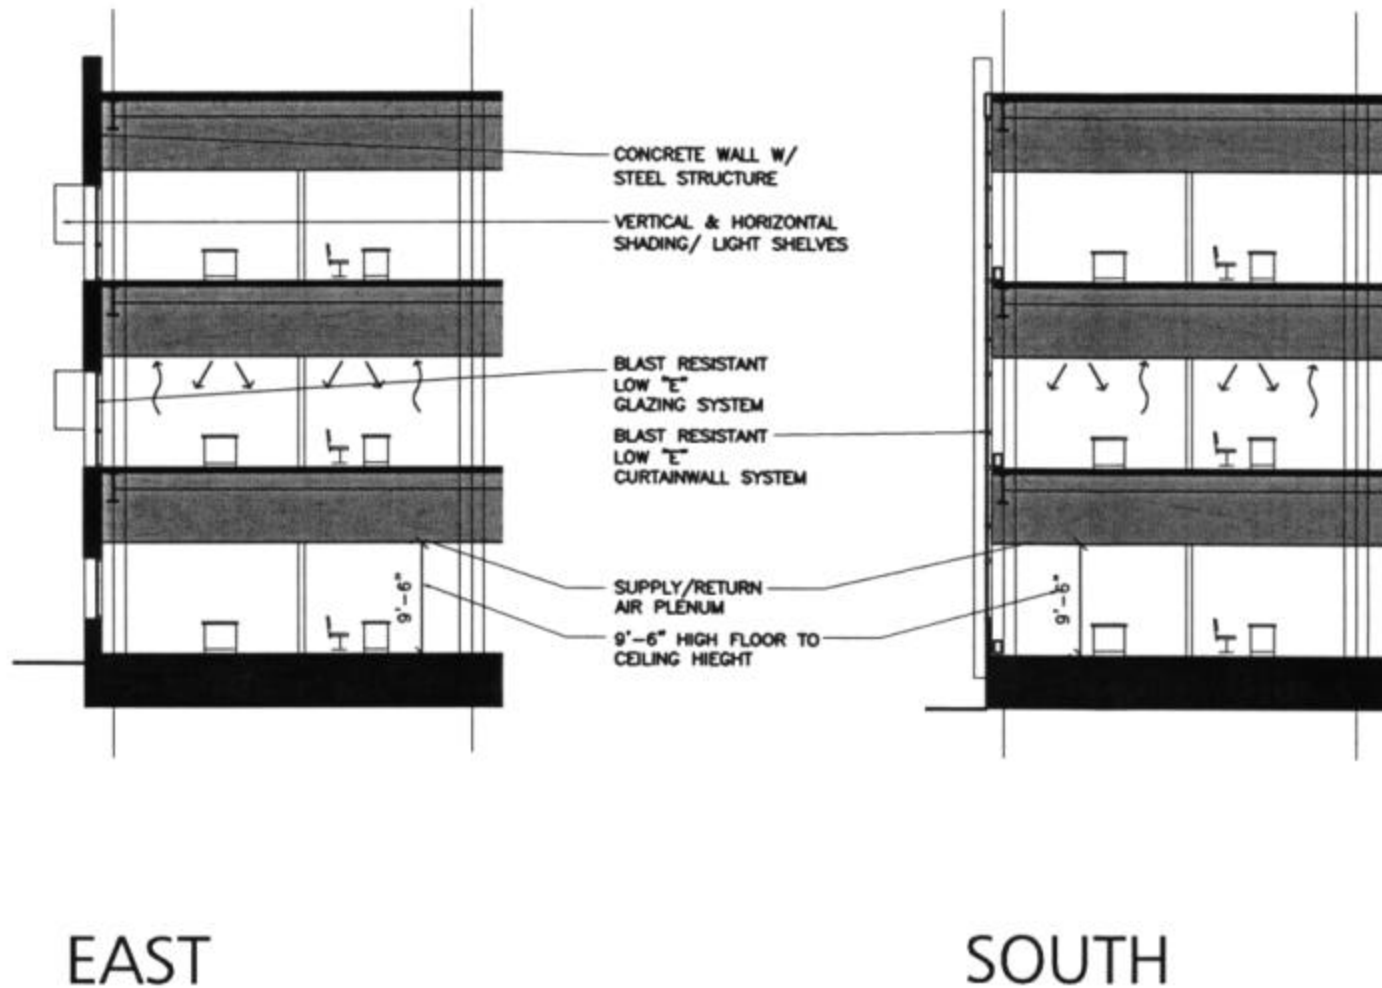 CONCRETE WALL W/
STEEL STRUCTURE
VERTICAL & HORIZONTAL
SHADING/ LIGHT SHELVES
BLAST RESISTANT
LOW "E"
GLAZING SYSTEM
BLAST RESISTANT
LOW "E"
CURTAINWALL SYSTEM
SUPPLY/RETURN
AIR PLENUM
9'-6" HIGH FLOOR TO
CEILING HIEGHT
9'-6"
9'-6"
EAST
SOUTH